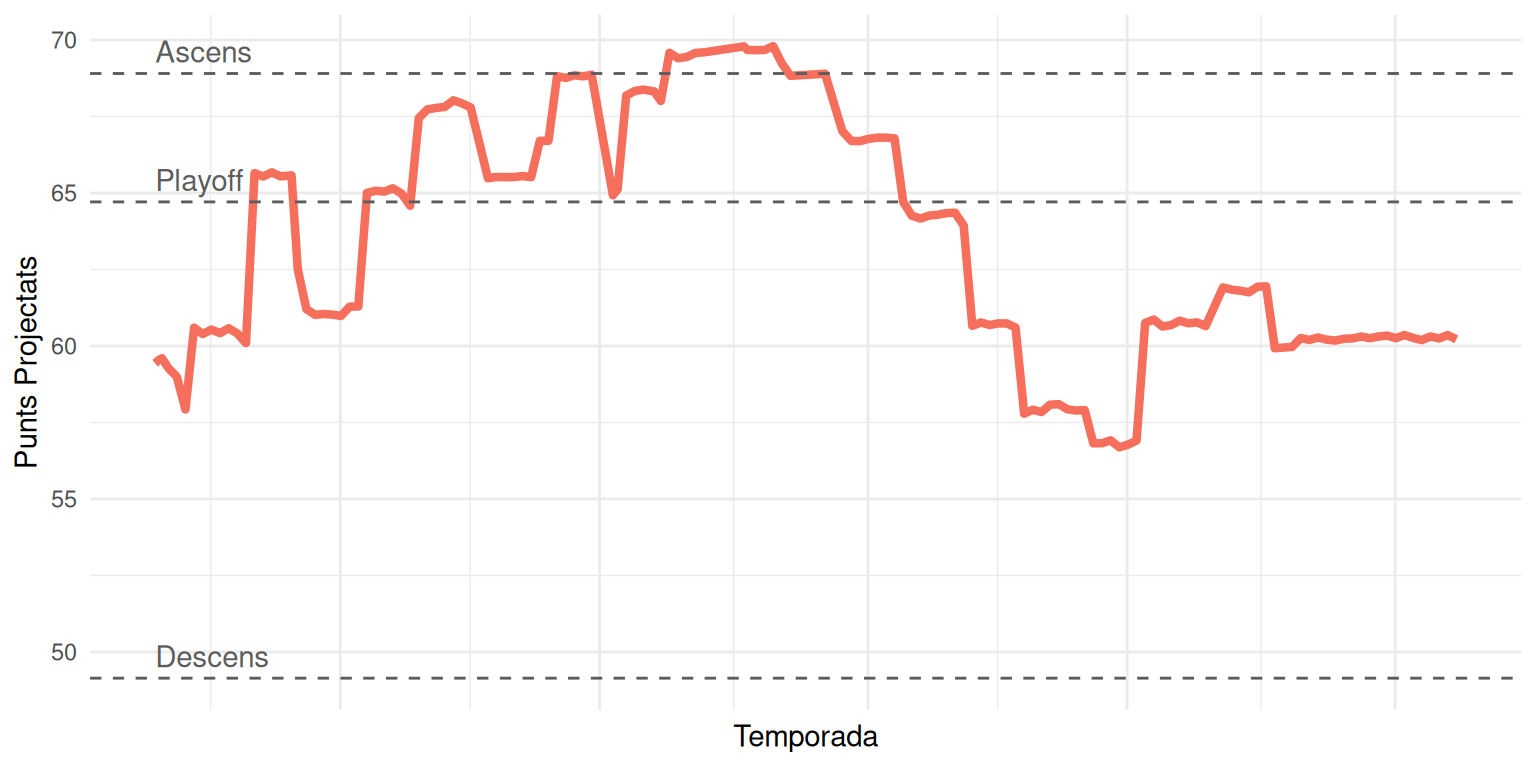 70
Ascens
Playoff
65
60
55
50
Descens
Punts Projectats
Temporada